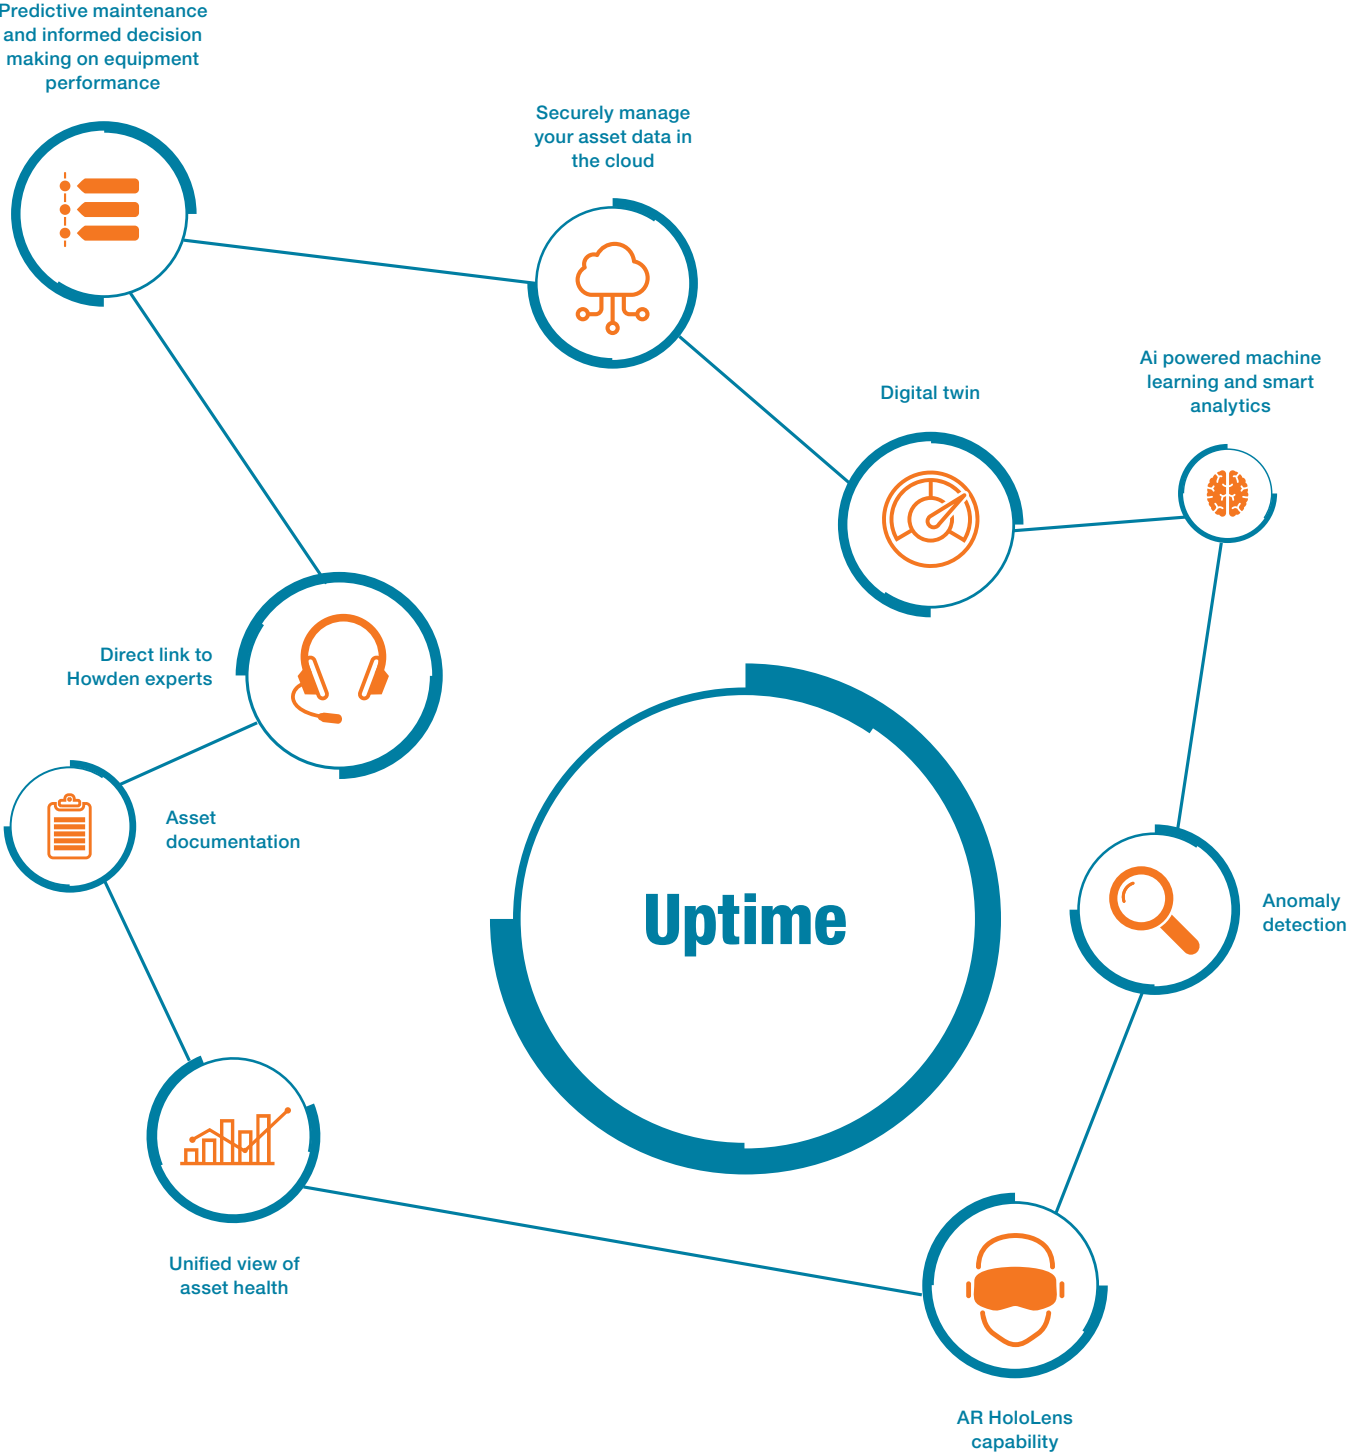 Predictive maintenance
and informed decision
making on equipment
performance
Securely manage
your asset data in
the cloud
Digital twin
Ai powered machine
learning and smart
analytics
Direct link to
Howden experts
Asset
documentation
Uptime
Anomaly
detection
Unified view of
asset health
AR HoloLens
capability